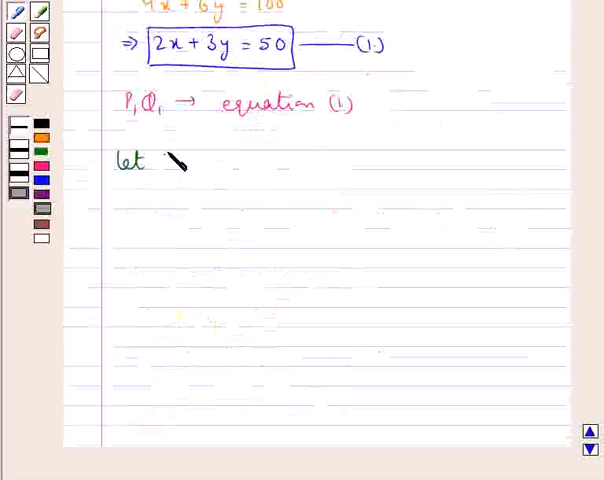 4x + 6y = 100
⇒ 2x + 3y = 50 —— (1.)
P₁Q₁ → equation (1.)
let